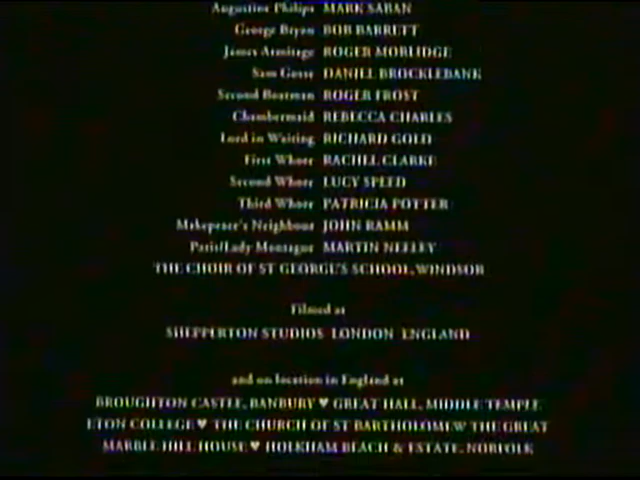 Augustine Philips MARK SABAN
George Bryan BOB BARRETT
James Armitage ROGER MORLIDGE
Sam Gosse DANIEL BROCKLEBANK
Second Boatman ROGER FROST
Chambermaid REBECCA CHARLES
Lord in Waiting RICHARD GOLD
First Whore RACHEL CLARKE
Second Whore LUCY SPEED
Third Whore PATRICIA POTTER
Makepeace's Neighbour JOHN RAMM
Paris/Lady Montague MARTIN NEELEY
THE CHOIR OF ST GEORGE'S SCHOOL, WINDSOR
Filmed at
SHEPPERTON STUDIOS LONDON ENGLAND
and on location in England at
BROUGHTON CASTLE, BANBURY ♥ GREAT HALL, MIDDLE TEMPLE
ETON COLLEGE ♥ THE CHURCH OF ST BARTHOLOMEW THE GREAT
MARBLE HILL HOUSE ♥ HOLKHAM BEACH & ESTATE, NORFOLK